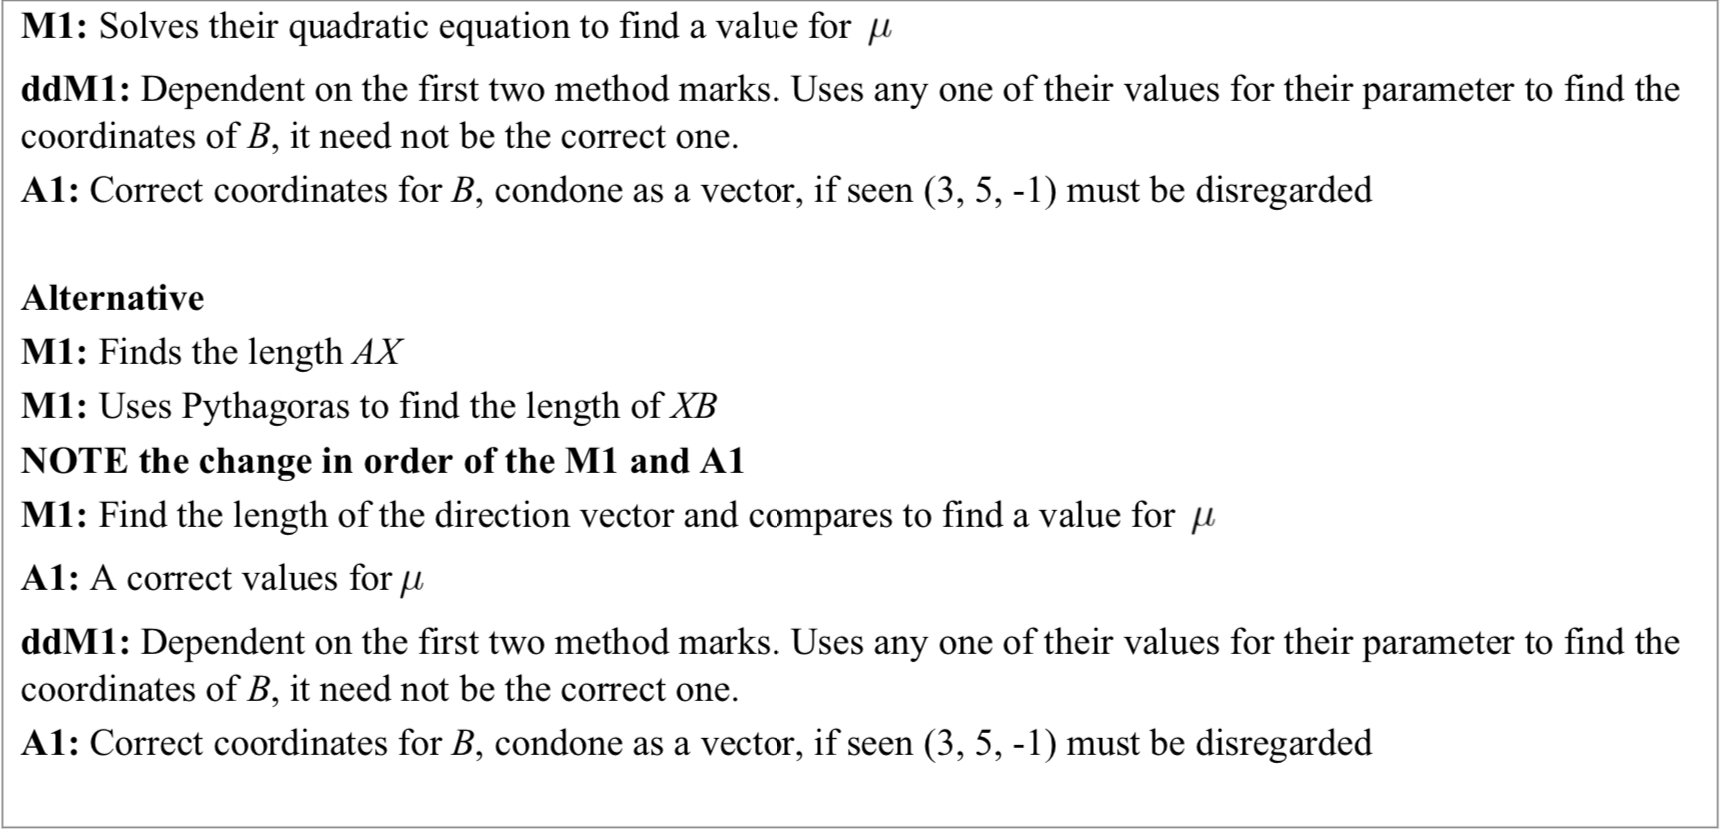 M1: Solves their quadratic equation to find a value for μ
ddM1: Dependent on the first two method marks. Uses any one of their values for their parameter to find the
coordinates of B, it need not be the correct one.
A1: Correct coordinates for B, condone as a vector, if seen (3, 5, -1) must be disregarded
Alternative
M1: Finds the length AX
M1: Uses Pythagoras to find the length of XB
NOTE the change in order of the M1 and A1
M1: Find the length of the direction vector and compares to find a value for μ
A1: A correct values for μ
ddM1: Dependent on the first two method marks. Uses any one of their values for their parameter to find the
coordinates of B, it need not be the correct one.
A1: Correct coordinates for B, condone as a vector, if seen (3, 5, -1) must be disregarded